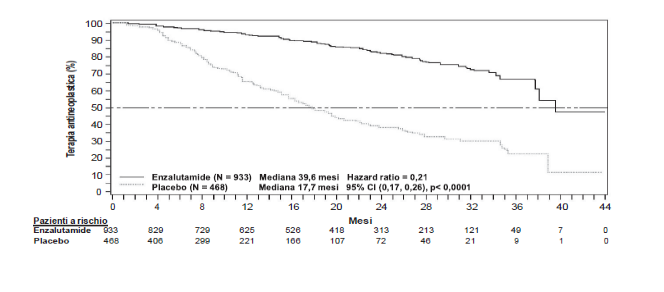 Terapia antineoplastica (%)
100
90
80
70
60
50
40
30
20
10
0
Enzalutamide (N = 933) Mediana 39,6 mesi Hazard ratio = 0,21
Placebo (N = 468) Mediana 17,7 mesi 95% CI (0,17, 0,26), p< 0,0001
0 4 8 12 16 20 24 28 32 36 40 44
Mesi
Pazienti a rischio
Enzalutamide 933 829 729 625 526 418 313 213 121 49 7 0
Placebo 468 406 299 221 166 107 72 46 21 9 1 0